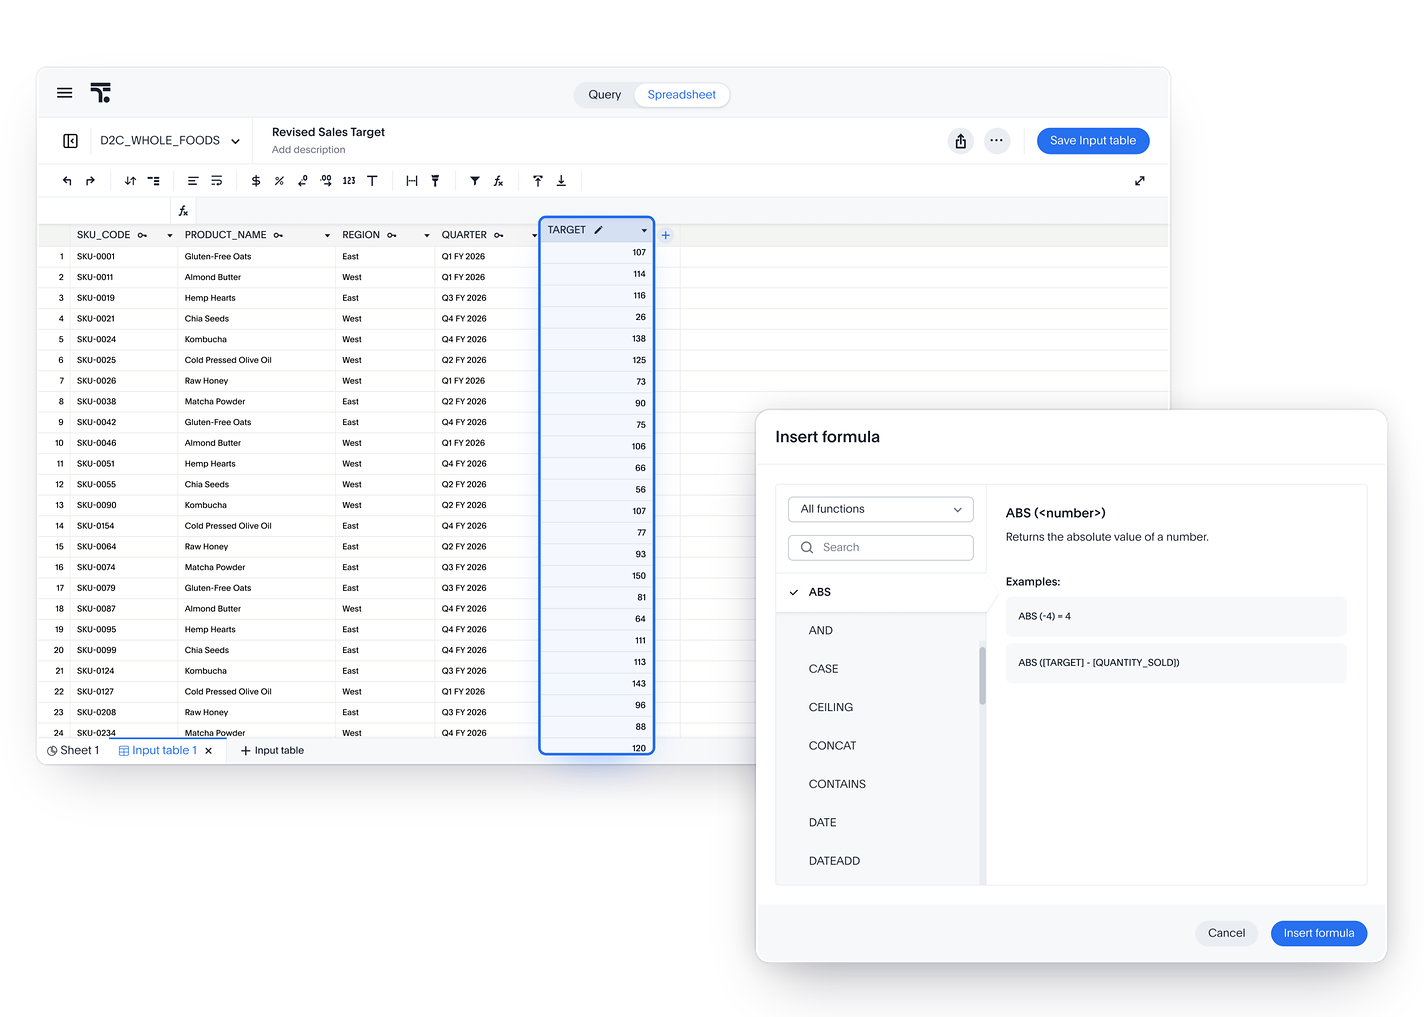 Query Spreadsheet
D2C_WHOLE_FOODS
Revised Sales Target
Add description
Save Input table
$ % .0 .00 123 T
fx
SKU_CODE PRODUCT_NAME REGION QUARTER TARGET +
1 SKU-0001 Gluten-Free Oats East Q1 FY 2026 107
2 SKU-0011 Almond Butter West Q1 FY 2026 114
3 SKU-0019 Hemp Hearts East Q3 FY 2026 116
4 SKU-0021 Chia Seeds West Q4 FY 2026 26
5 SKU-0024 Kombucha West Q4 FY 2026 138
6 SKU-0025 Cold Pressed Olive Oil West Q2 FY 2026 125
7 SKU-0026 Raw Honey West Q1 FY 2026 73
8 SKU-0038 Matcha Powder East Q2 FY 2026 90
9 SKU-0042 Gluten-Free Oats East Q4 FY 2026 75
10 SKU-0046 Almond Butter West Q1 FY 2026 106
11 SKU-0051 Hemp Hearts West Q4 FY 2026 66
12 SKU-0055 Chia Seeds West Q2 FY 2026 56
13 SKU-0090 Kombucha West Q2 FY 2026 107
14 SKU-0154 Cold Pressed Olive Oil East Q4 FY 2026 77
15 SKU-0064 Raw Honey East Q2 FY 2026 93
16 SKU-0074 Matcha Powder East Q3 FY 2026 150
17 SKU-0079 Gluten-Free Oats East Q3 FY 2026 81
18 SKU-0087 Almond Butter West Q4 FY 2026 64
19 SKU-0095 Hemp Hearts East Q4 FY 2026 111
20 SKU-0099 Chia Seeds East Q4 FY 2026 113
21 SKU-0124 Kombucha East Q3 FY 2026 143
22 SKU-0127 Cold Pressed Olive Oil West Q1 FY 2026 96
23 SKU-0208 Raw Honey East Q3 FY 2026 88
24 SKU-0234 Matcha Powder West Q4 FY 2026 120
Sheet 1 Input table 1 × + Input table
Insert formula
All functions
Search
ABS
AND
CASE
CEILING
CONCAT
CONTAINS
DATE
DATEADD
ABS (<number>)
Returns the absolute value of a number.
Examples:
ABS (-4) = 4
ABS ([TARGET] - [QUANTITY_SOLD])
Cancel Insert formula